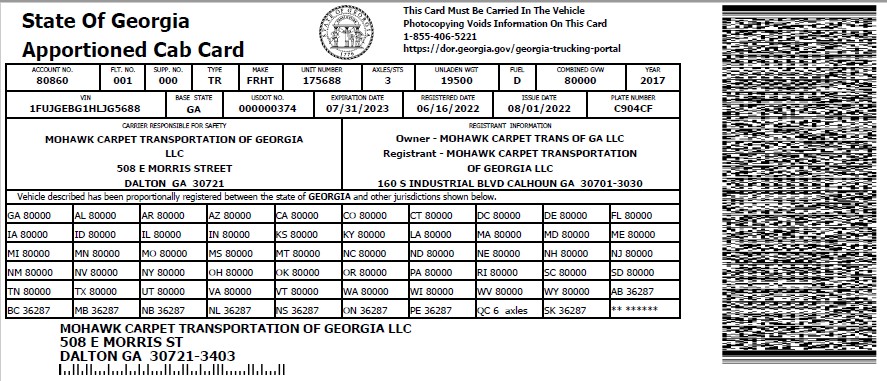 State Of Georgia
Apportioned Cab Card
This Card Must Be Carried In The Vehicle
Photocopying Voids Information On This Card
1-855-406-5221
https://dor.georgia.gov/georgia-trucking-portal
ACCOUNT NO. FLT. NO. SUPP. NO. TYPE MAKE UNIT NUMBER AXLES/STS UNLADEN WGT FUEL COMBINED GVW YEAR
80860 001 000 TR FRHT 175688 3 19500 D 80000 2017
VIN BASE STATE USDOT NO. EXPIRATION DATE REGISTERED DATE ISSUE DATE PLATE NUMBER
1FUJGEBG1HLJG5688 GA 000000374 07/31/2023 06/16/2022 08/01/2022 C904CF
CARRIER RESPONSIBLE FOR SAFETY
MOHAWK CARPET TRANSPORTATION OF GEORGIA
LLC
508 E MORRIS STREET
DALTON GA 30721
REGISTRANT INFORMATION
Owner - MOHAWK CARPET TRANS OF GA LLC
Registrant - MOHAWK CARPET TRANSPORTATION
OF GEORGIA LLC
160 S INDUSTRIAL BLVD CALHOUN GA 30701-3030
Vehicle described has been proportionally registered between the state of GEORGIA and other jurisdictions shown below.
GA 80000 AL 80000 AR 80000 AZ 80000 CA 80000 CO 80000 CT 80000 DC 80000 DE 80000 FL 80000
IA 80000 ID 80000 IL 80000 IN 80000 KS 80000 KY 80000 LA 80000 MA 80000 MD 80000 ME 80000
MI 80000 MN 80000 MO 80000 MS 80000 MT 80000 NC 80000 ND 80000 NE 80000 NH 80000 NJ 80000
NM 80000 NV 80000 NY 80000 OH 80000 OK 80000 OR 80000 PA 80000 RI 80000 SC 80000 SD 80000
TN 80000 TX 80000 UT 80000 VA 80000 VT 80000 WA 80000 WI 80000 WV 80000 WY 80000 AB 36287
BC 36287 MB 36287 NB 36287 NL 36287 NS 36287 ON 36287 PE 36287 QC 6 axles SK 36287 ** ******
MOHAWK CARPET TRANSPORTATION OF GEORGIA LLC
508 E MORRIS ST
DALTON GA 30721-3403